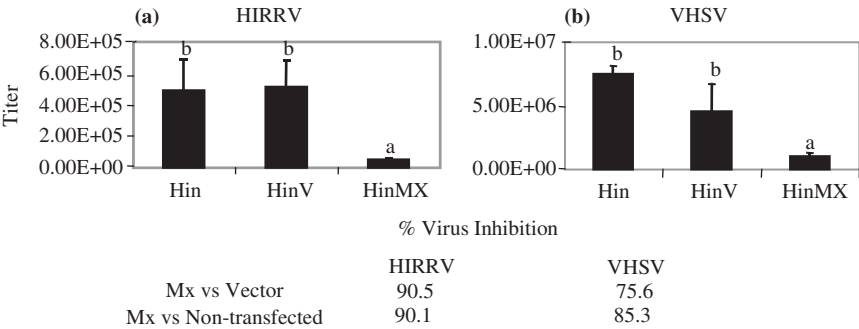 (a) HIRRV
Titer
8.00E+05
6.00E+05
4.00E+05
2.00E+05
0.00E+00
b b a
Hin HinV HinMX
(b) VHSV
1.00E+07
5.00E+06
0.00E+00
b b a
Hin HinV HinMX
% Virus Inhibition
HIRRV VHSV
Mx vs Vector 90.5 75.6
Mx vs Non-transfected 90.1 85.3